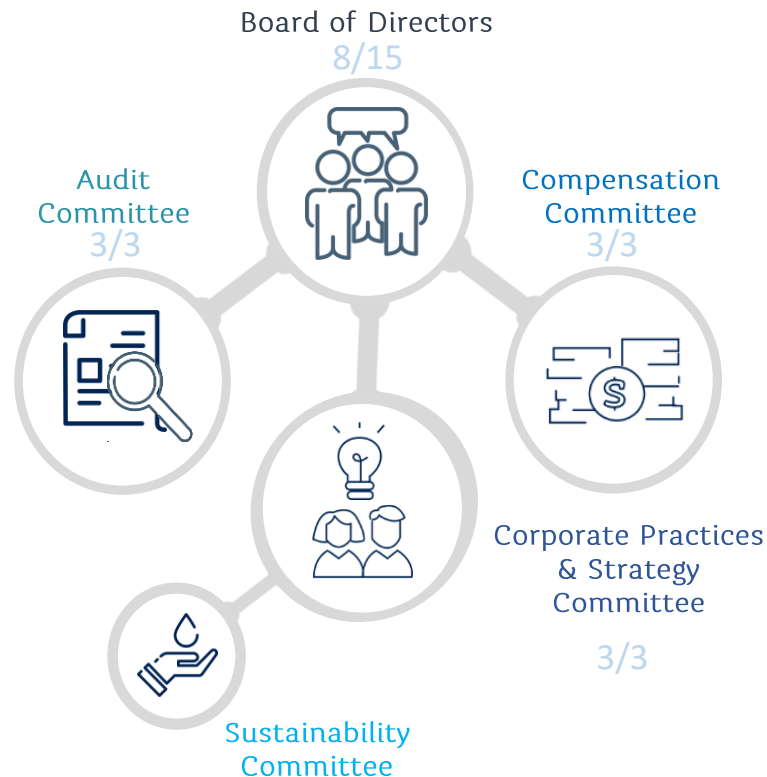 Board of Directors
8/15
Audit
Committee
3/3
Compensation
Committee
3/3
$
Corporate Practices
& Strategy
Committee
3/3
Sustainability
Committee